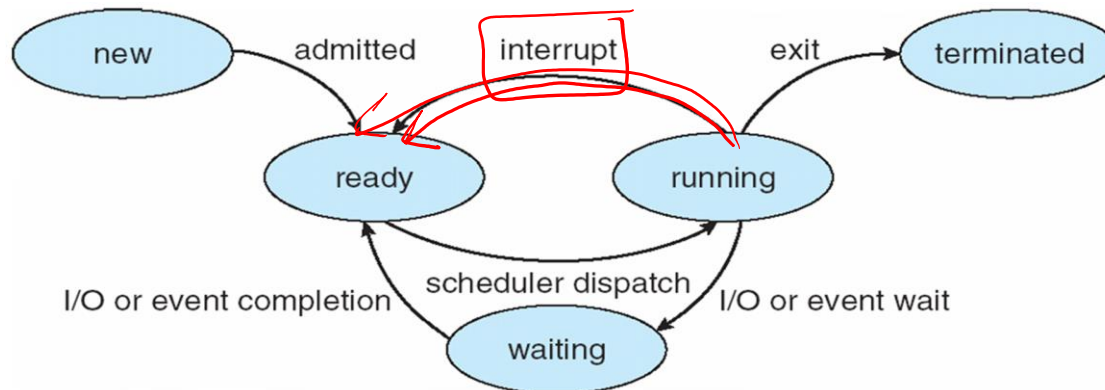 new
admitted
interrupt
exit
terminated
ready
running
scheduler dispatch
I/O or event completion
I/O or event wait
waiting